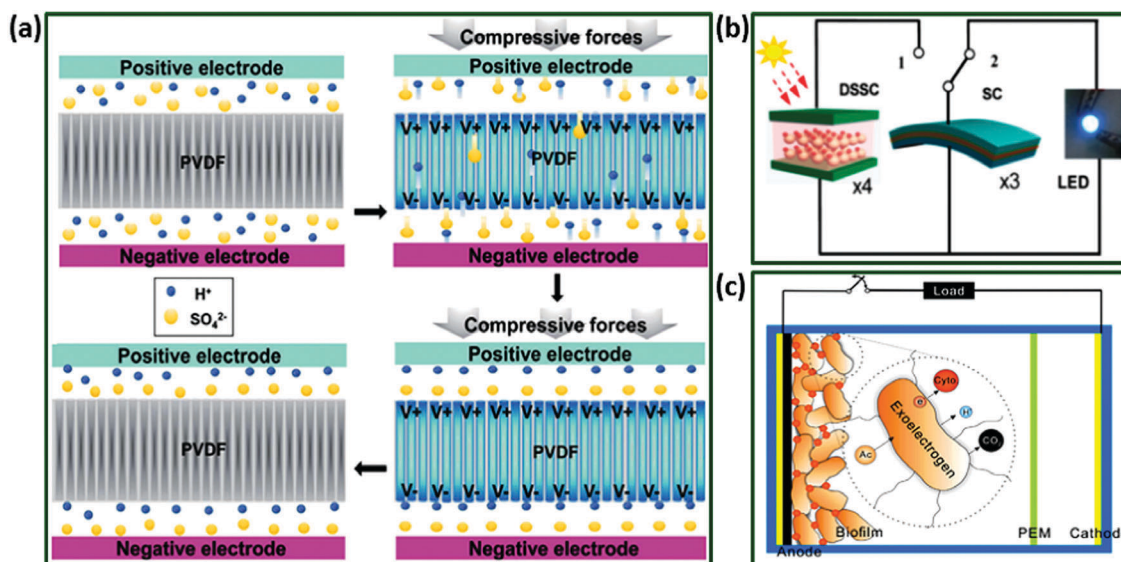 (a)
Positive electrode
PVDF
Negative electrode
H+
SO₄²⁻
Compressive forces
Positive electrode
V+ V+ V+ V+ V+ V+ V+ V+ V+
PVDF
V- V- V- V- V- V- V- V- V-
Negative electrode
Compressive forces
Positive electrode
V+ V+ V+ V+ V+ V+ V+ V+ V+
PVDF
V- V- V- V- V- V- V- V- V-
Negative electrode
Positive electrode
PVDF
Negative electrode
(b)
1
2
DSSC
SC
x4
x3
LED
(c)
Load
Cyto
e
H+
CO₂
Ac
Exoelectrogen
Anode
Biofilm
PEM
Cathod